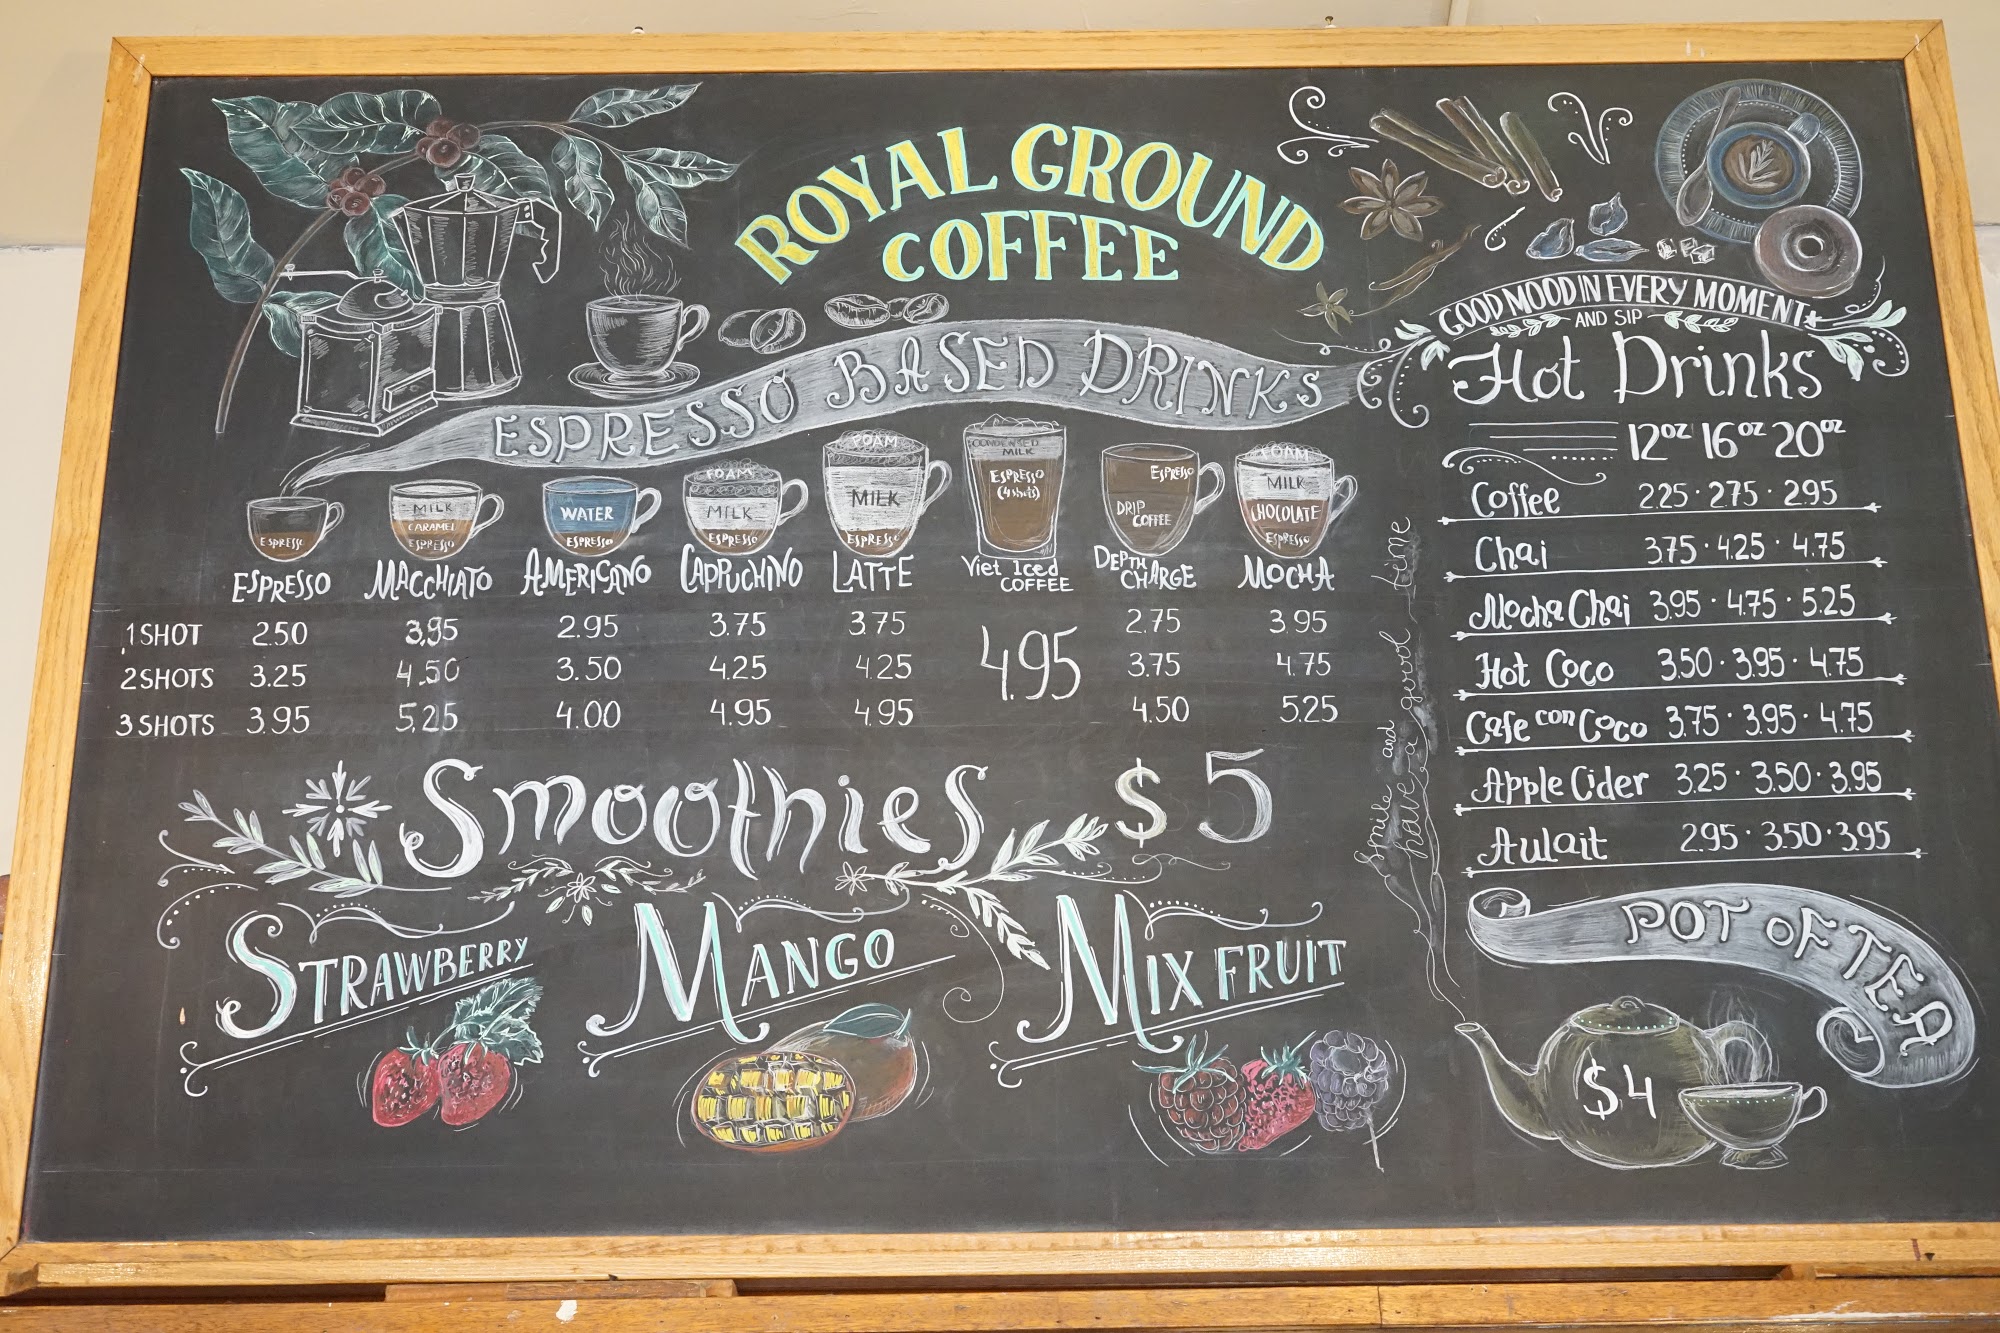 ROYAL GROUND
COFFEE
ESPRESSO BASED DRINKS
ESPRESSO
MILK
CARAMEL
ESPRESSO
WATER
ESPRESSO
FOAM
MILK
ESPRESSO
FOAM
MILK
ESPRESSO
CONDENSED
MILK
ESPRESSO
(4 shots)
ESPRESSO
DRIP
COFFEE
FOAM
MILK
CHOCOLATE
ESPRESSO
ESPRESSO MACCHIATO AMERICANO CAPPUCHINO LATTE Viet Iced COFFEE DEPTH CHARGE MOCHA
1 SHOT 2.50 3.95 2.95 3.75 3.75 2.75 3.95
4.95
2 SHOTS 3.25 4.50 3.50 4.25 4.25 3.75 4.75
3 SHOTS 3.95 5.25 4.00 4.95 4.95 4.50 5.25
Smoothies $5
STRAWBERRY
MANGO
MIX FRUIT
Smile and
have a good time
GOOD MOOD IN EVERY MOMENT
AND SIP
Hot Drinks
12oz 16oz 20oz
Coffee 2.25 · 2.75 · 2.95
Chai 3.75 · 4.25 · 4.75
Mocha Chai 3.95 · 4.75 · 5.25
Hot Coco 3.50 · 3.95 · 4.75
Cafe con Coco 3.75 · 3.95 · 4.75
Apple Cider 3.25 · 3.50 · 3.95
Aulait 2.95 · 3.50 · 3.95
POT OF TEA
$4